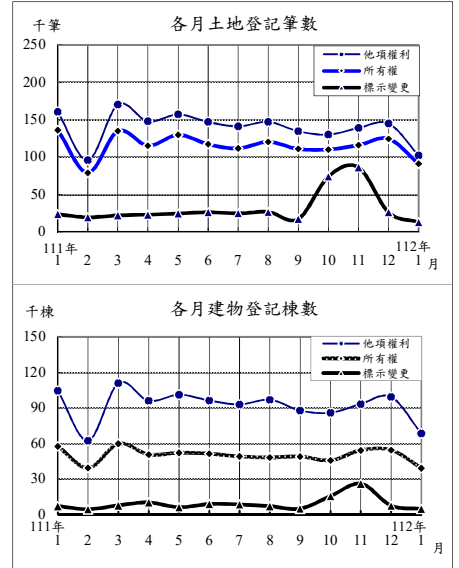 千筆 各月土地登記筆數
250
200
150
100
50
0
他項權利
所有權
標示變更
111年 112年
1 2 3 4 5 6 7 8 9 10 11 12 1 月
千棟 各月建物登記棟數
150
120
90
60
30
0
他項權利
所有權
標示變更
111年 112年
1 2 3 4 5 6 7 8 9 10 11 12 1 月